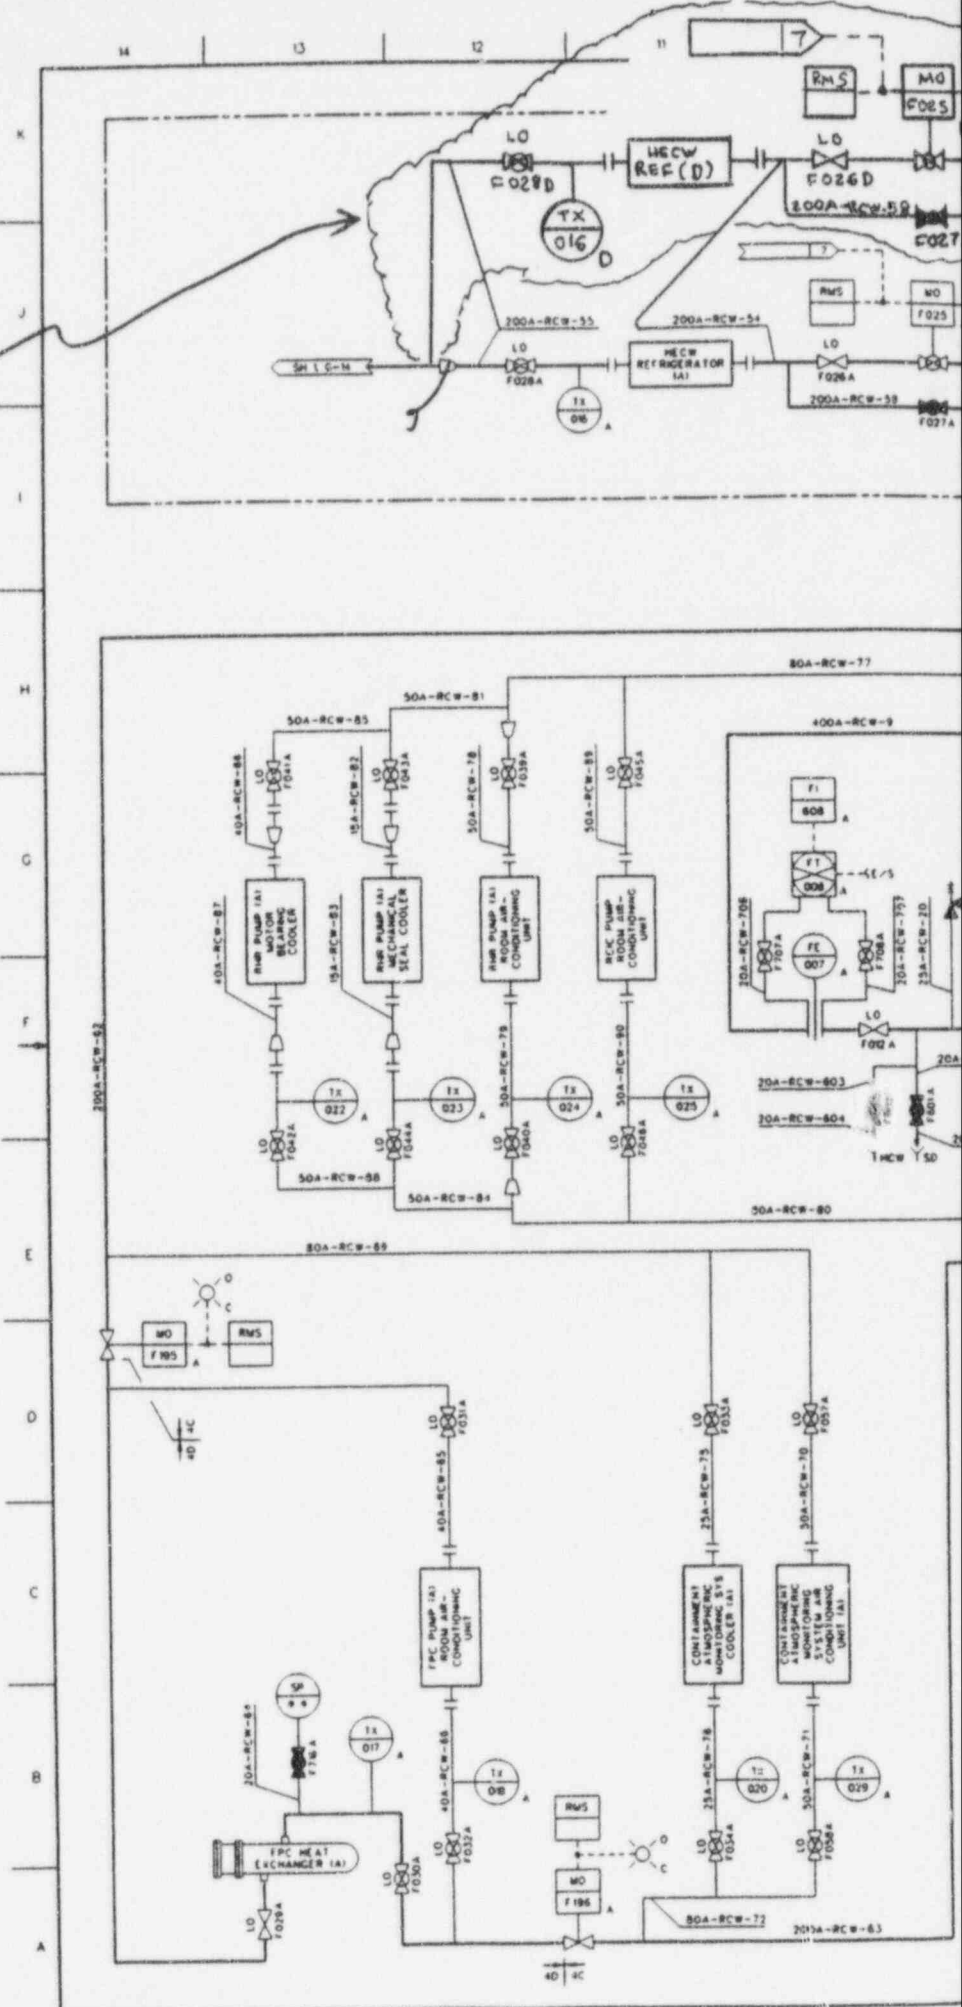 14
13
12
11
7
K
RMS
MO
F025
LO
F028D
HECW
REF (D)
LO
F026D
200A-RCW-58
F027
TX
016
D
7
J
RMS
MO
F025
200A-RCW-55
200A-RCW-54
LO
F028A
HECW
REFRIGERATOR
(A)
LO
F026A
200A-RCW-58
F027A
TX
016
A
I
H
80A-RCW-77
50A-RCW-81
50A-RCW-85
400A-RCW-9
40A-RCW-86
LO
F041A
15A-RCW-82
LO
F043A
50A-RCW-78
LO
F039A
50A-RCW-89
LO
F045A
FI
608
A
G
FT
008
A
40A-RCW-87
RHR PUMP (A)
MOTOR
BEARING
COOLER
15A-RCW-83
RHR PUMP (A)
MECHANICAL
SEAL COOLER
RHR PUMP (A)
ROOM AIR-
CONDITIONING
UNIT
RCIC PUMP
ROOM AIR-
CONDITIONING
UNIT
20A-RCW-706
F707A
FE
007
A
F708A
20A-RCW-707
25A-RCW-20
F
200A-RCW-62
50A-RCW-79
50A-RCW-90
LO
F012A
20A-RCW-603
20A-RCW-604
F601A
20A
HCW
SD
TX
022
A
TX
023
A
TX
024
A
TX
025
A
LO
F042A
LO
F044A
LO
F040A
LO
F046A
50A-RCW-88
50A-RCW-84
50A-RCW-80
E
80A-RCW-69
O
C
MO
F195
A
RMS
D
4D
4C
LO
F031A
40A-RCW-65
LO
F033A
25A-RCW-75
LO
F057A
50A-RCW-70
C
FPC PUMP (A)
ROOM AIR-
CONDITIONING
UNIT
CONTAINMENT
ATMOSPHERIC
MONITORING SYS
COOLER (A)
CONTAINMENT
ATMOSPHERIC
MONITORING
SYSTEM AIR
CONDITIONING
UNIT (A)
SP
F716A
TX
017
A
B
40A-RCW-66
TX
018
A
25A-RCW-76
TX
020
A
50A-RCW-71
TX
029
A
RMS
O
C
FPC HEAT
EXCHANGER (A)
LO
F030A
LO
F032A
MO
F196
A
LO
F034A
LO
F058A
LO
F029A
80A-RCW-72
200A-RCW-63
A
4D
4C